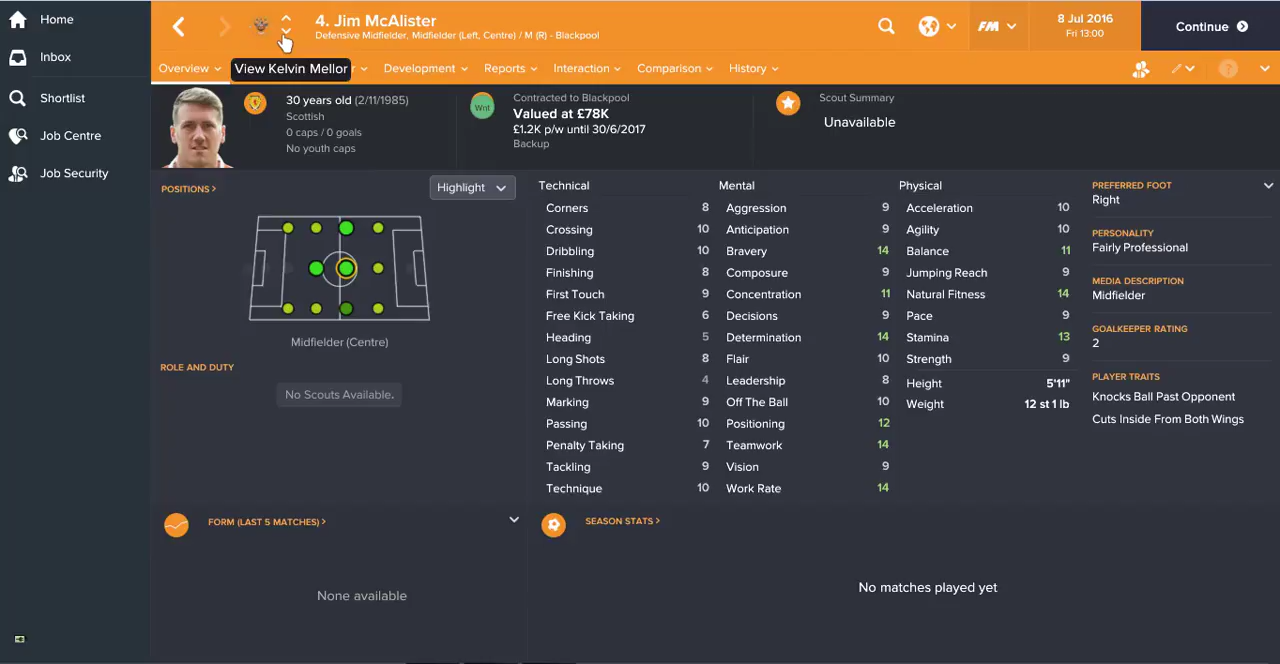 Home
Inbox
Shortlist
Job Centre
Job Security
4. Jim McAlister
Defensive Midfielder, Midfielder (Left, Centre) / M (R) - Blackpool
FM
8 Jul 2016
Fri 13:00
Continue
Overview
View Kelvin Mellor
Development
Reports
Interaction
Comparison
History
30 years old (2/11/1985)
Scottish
0 caps / 0 goals
No youth caps
Wnt
Contracted to Blackpool
Valued at £78K
£1.2K p/w until 30/6/2017
Backup
Scout Summary
Unavailable
POSITIONS >
Highlight
Midfielder (Centre)
ROLE AND DUTY
No Scouts Available.
Technical
Corners 8
Crossing 10
Dribbling 10
Finishing 8
First Touch 9
Free Kick Taking 6
Heading 5
Long Shots 8
Long Throws 4
Marking 9
Passing 10
Penalty Taking 7
Tackling 9
Technique 10
Mental
Aggression 9
Anticipation 9
Bravery 14
Composure 9
Concentration 11
Decisions 9
Determination 14
Flair 10
Leadership 8
Off The Ball 10
Positioning 12
Teamwork 14
Vision 9
Work Rate 14
Physical
Acceleration 10
Agility 10
Balance 11
Jumping Reach 9
Natural Fitness 14
Pace 9
Stamina 13
Strength 9
Height 5'11"
Weight 12 st 1 lb
PREFERRED FOOT
Right
PERSONALITY
Fairly Professional
MEDIA DESCRIPTION
Midfielder
GOALKEEPER RATING
2
PLAYER TRAITS
Knocks Ball Past Opponent
Cuts Inside From Both Wings
FORM (LAST 5 MATCHES) >
None available
SEASON STATS >
No matches played yet